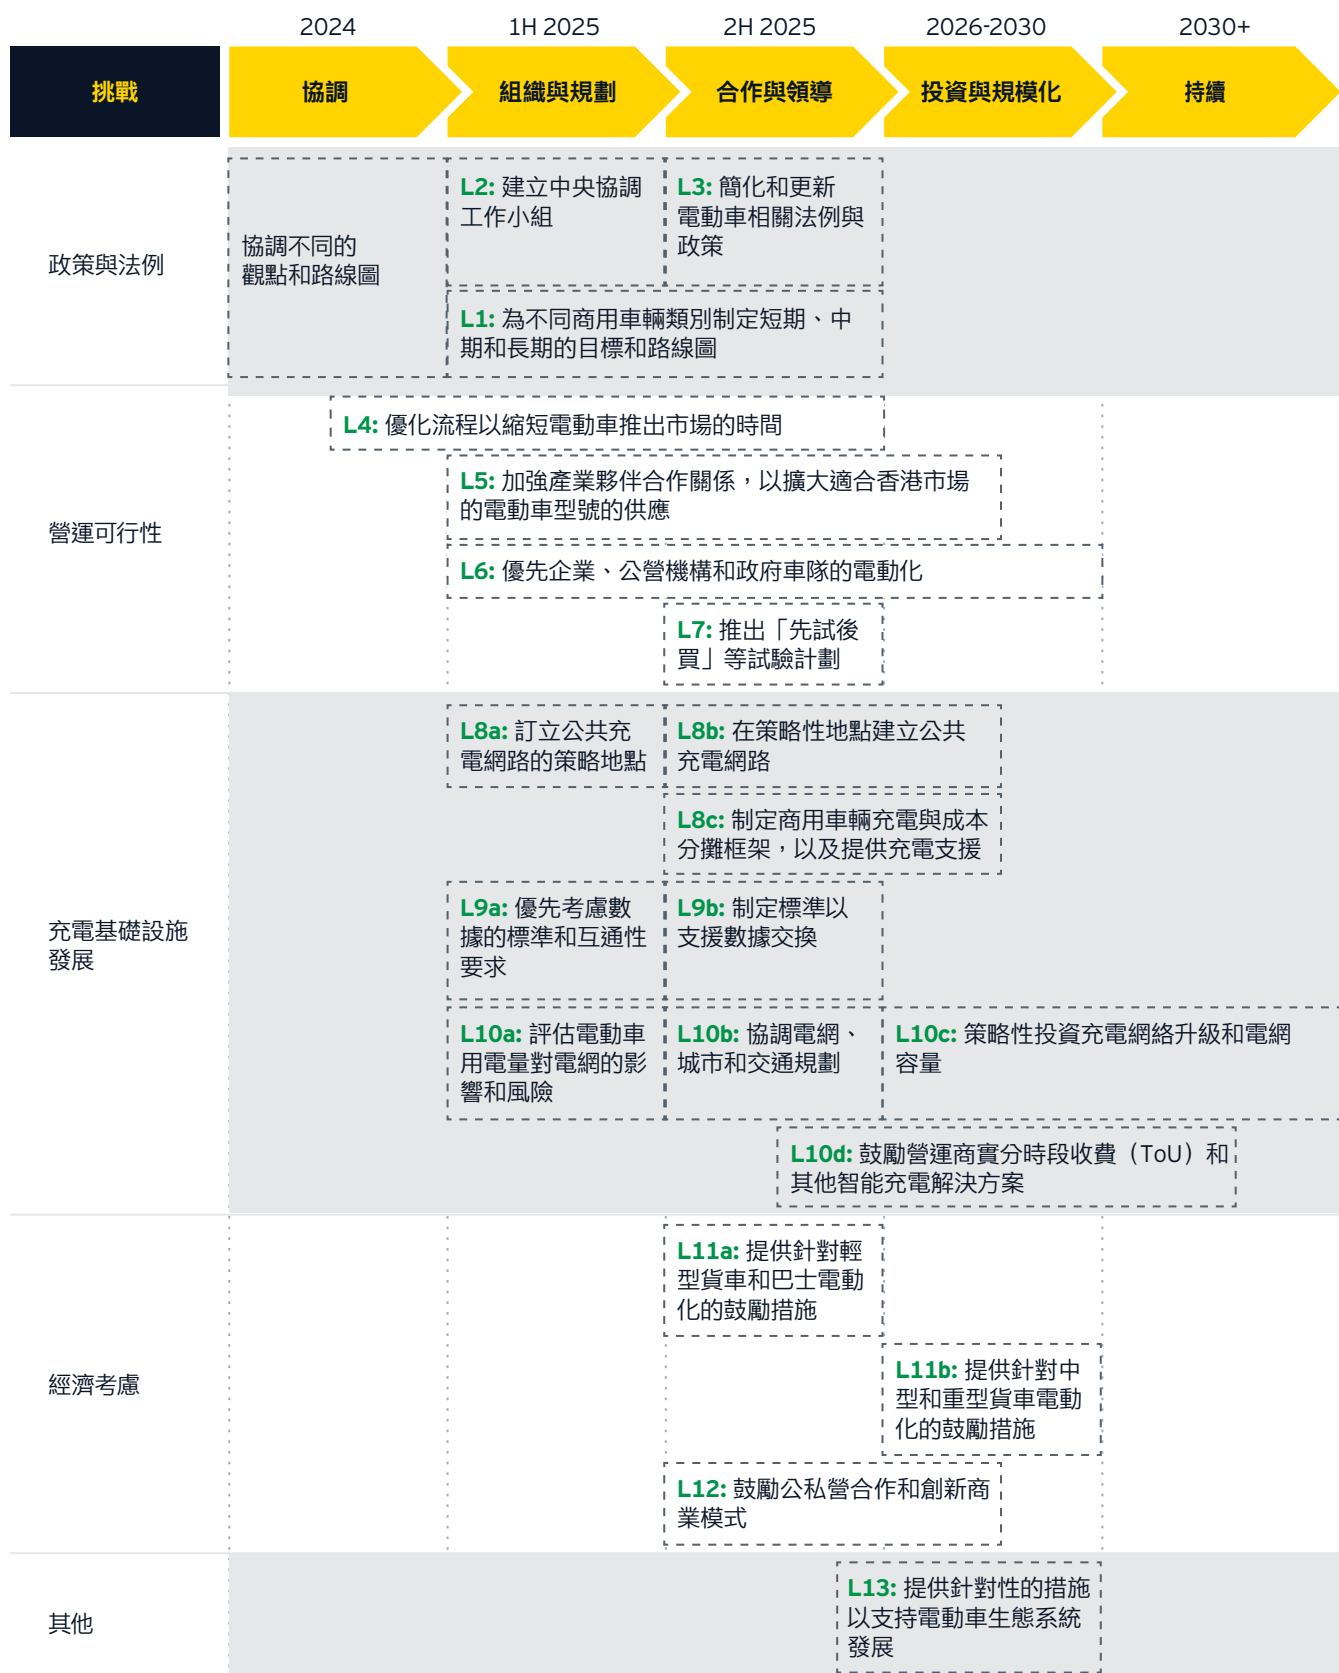 2024
1H 2025
2H 2025
2026-2030
2030+
挑戰
協調
組織與規劃
合作與領導
投資與規模化
持續
政策與法例
協調不同的
觀點和路線圖
L2: 建立中央協調
工作小組
L3: 簡化和更新
電動車相關法例與
政策
L1: 為不同商用車輛類別制定短期、中
期和長期的目標和路線圖
營運可行性
L4: 優化流程以縮短電動車推出市場的時間
L5: 加強產業夥伴合作關係，以擴大適合香港市場
的電動車型號的供應
L6: 優先企業、公營機構和政府車隊的電動化
L7: 推出「先試後
買」等試驗計劃
充電基礎設施
發展
L8a: 訂立公共充
電網路的策略地點
L8b: 在策略性地點建立公共
充電網路
L8c: 制定商用車輛充電與成本
分攤框架，以及提供充電支援
L9a: 優先考慮數
據的標準和互通性
要求
L9b: 制定標準以
支援數據交換
L10a: 評估電動車
用電量對電網的影
響和風險
L10b: 協調電網、
城市和交通規劃
L10c: 策略性投資充電網絡升級和電網
容量
L10d: 鼓勵營運商實分時段收費（ToU）和
其他智能充電解決方案
經濟考慮
L11a: 提供針對輕
型貨車和巴士電動
化的鼓勵措施
L11b: 提供針對中
型和重型貨車電動
化的鼓勵措施
L12: 鼓勵公私營合作和創新商
業模式
其他
L13: 提供針對性的措施
以支持電動車生態系統
發展